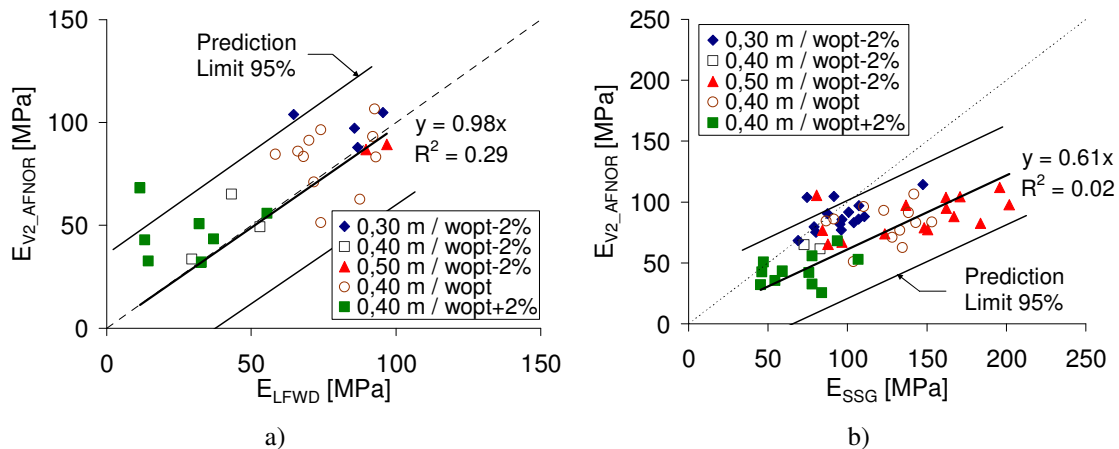 150
100
50
0
E_V2_AFNOR [MPa]
Prediction
Limit 95%
y = 0.98x
R² = 0.29
0,30 m / wopt-2%
0,40 m / wopt-2%
0,50 m / wopt-2%
0,40 m / wopt
0,40 m / wopt+2%
0 50 100 150
E_LFWD [MPa]
a)
250
200
150
100
50
0
E_V2_AFNOR [MPa]
0,30 m / wopt-2%
0,40 m / wopt-2%
0,50 m / wopt-2%
0,40 m / wopt
0,40 m / wopt+2%
y = 0.61x
R² = 0.02
Prediction
Limit 95%
0 50 100 150 200 250
E_SSG [MPa]
b)